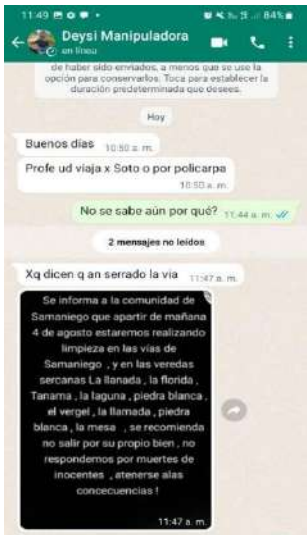 11:49
84%
Deysi Manipuladora
en línea
de haber sido enviados, a menos que se use la
opción para conservarlos. Toca para establecer la
duración predeterminada que desees.
Hoy
Buenos días 10:50 a. m.
Profe ud viaja x Soto o por policarpa
10:50 a. m.
No se sabe aún por qué? 11:44 a. m.
2 mensajes no leídos
Xq dicen q an serrado la via 11:47 a. m.
Se informa a la comunidad de
Samaniego que apartir de mañana
4 de agosto estaremos realizando
limpieza en las vias de
Samaniego , y en las veredas
sercanas La llanada , la florida ,
Tanama , la laguna , piedra blanca ,
el vergel , la llamada , piedra
blanca , la mesa , se recomienda
no salir por su propio bien , no
respondemos por muertes de
inocentes , atenerse alas
concecuencias !
11:47 a. m.